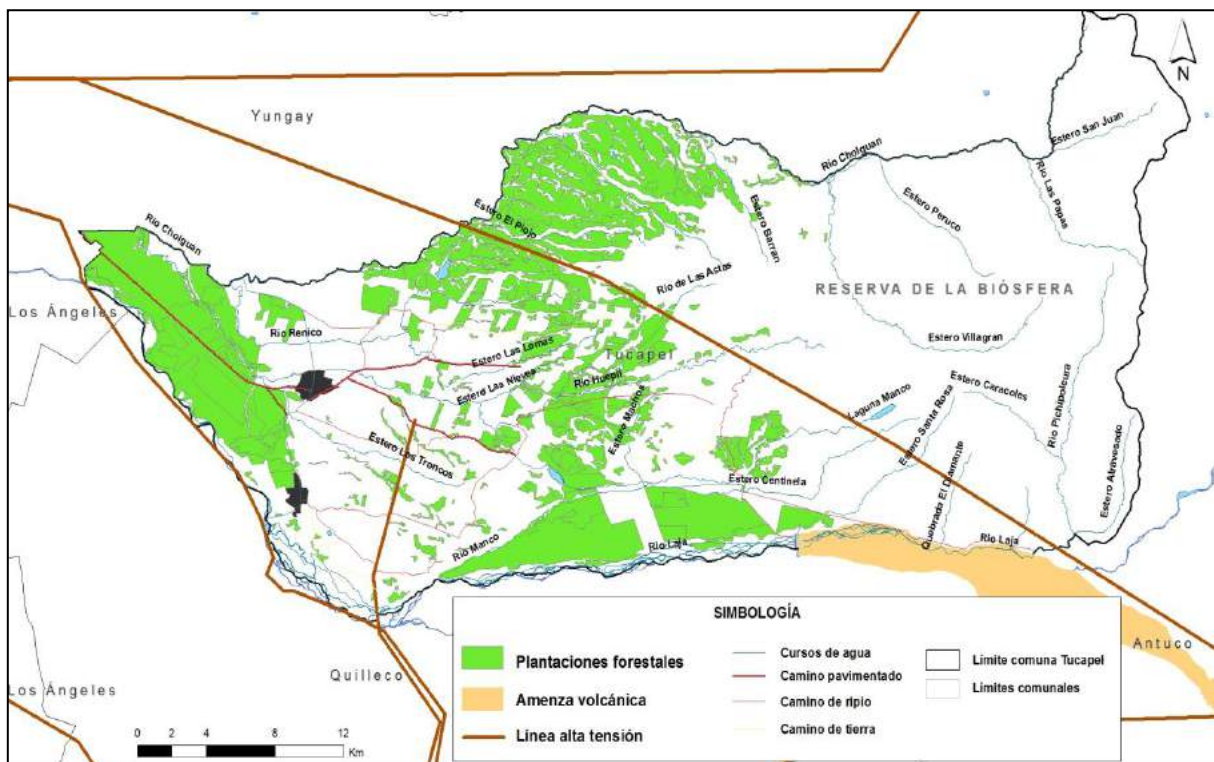 N
Yungay
Estero San Juan
Río Cholguan
Río Las Papas
Estero Peruco
Estero El Piojo
Estero Barran
Río Cholguan
Río de Las Astas
RESERVA DE LA BIÓSFERA
Los Ángeles
Río Renico
Estero Las Lomas
Tucapel
Estero Villagran
Estero Las Nieves
Río Huepil
Estero Caracoles
Laguna Manco
Estero Santa Rosa
Río Pichipolcura
Estero Macitos
Estero Los Troncos
Estero Centinela
Quebrada El Diamante
Estero Atravesado
Río Manco
Río Laja
Río Laja
Antuco
Quilleco
Los Ángeles
SIMBOLOGÍA
Plantaciones forestales
Amenza volcánica
Línea alta tensión
Cursos de agua
Camino pavimentado
Camino de ripio
Camino de tierra
Límite comuna Tucapel
Límites comunales
0 2 4 8 12
Km